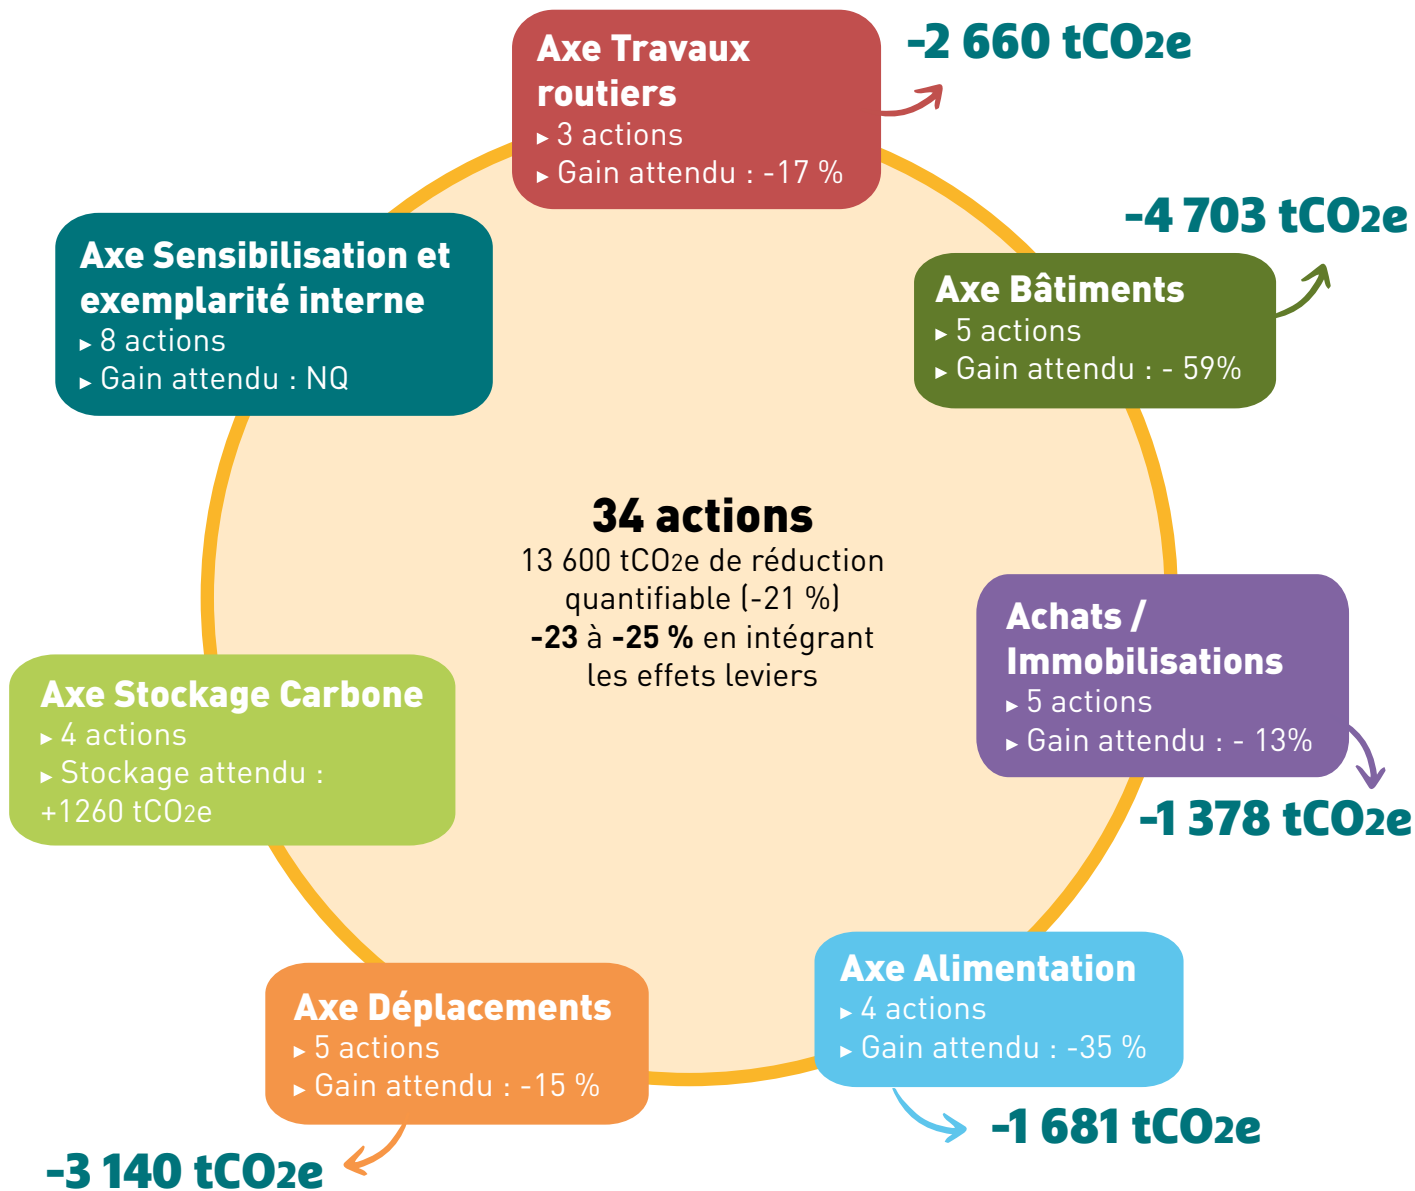 Axe Travaux
routiers
▸ 3 actions
▸ Gain attendu : -17 %
-2 660 tCO2e
Axe Sensibilisation et
exemplarité interne
▸ 8 actions
▸ Gain attendu : NQ
-4 703 tCO2e
Axe Bâtiments
▸ 5 actions
▸ Gain attendu : - 59%
34 actions
13 600 tCO2e de réduction
quantifiable (-21 %)
-23 à -25 % en intégrant
les effets leviers
Achats /
Immobilisations
▸ 5 actions
▸ Gain attendu : - 13%
-1 378 tCO2e
Axe Stockage Carbone
▸ 4 actions
▸ Stockage attendu :
+1260 tCO2e
Axe Alimentation
▸ 4 actions
▸ Gain attendu : -35 %
-1 681 tCO2e
Axe Déplacements
▸ 5 actions
▸ Gain attendu : -15 %
-3 140 tCO2e